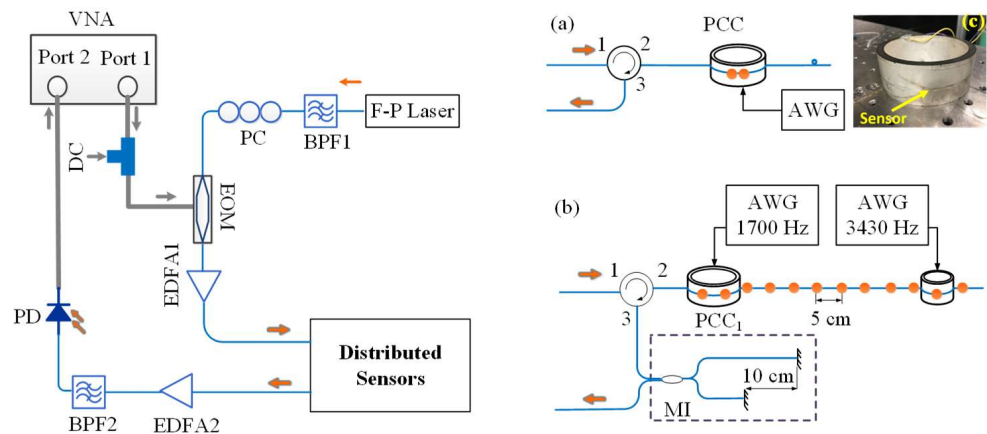 VNA
Port 2
Port 1
DC
PC
BPF1
F-P Laser
EOM
EDFA1
PD
BPF2
EDFA2
Distributed
Sensors
(a)
1
2
3
PCC
AWG
(c)
Sensor
(b)
AWG
1700 Hz
AWG
3430 Hz
1
2
3
PCC₁
5 cm
10 cm
MI